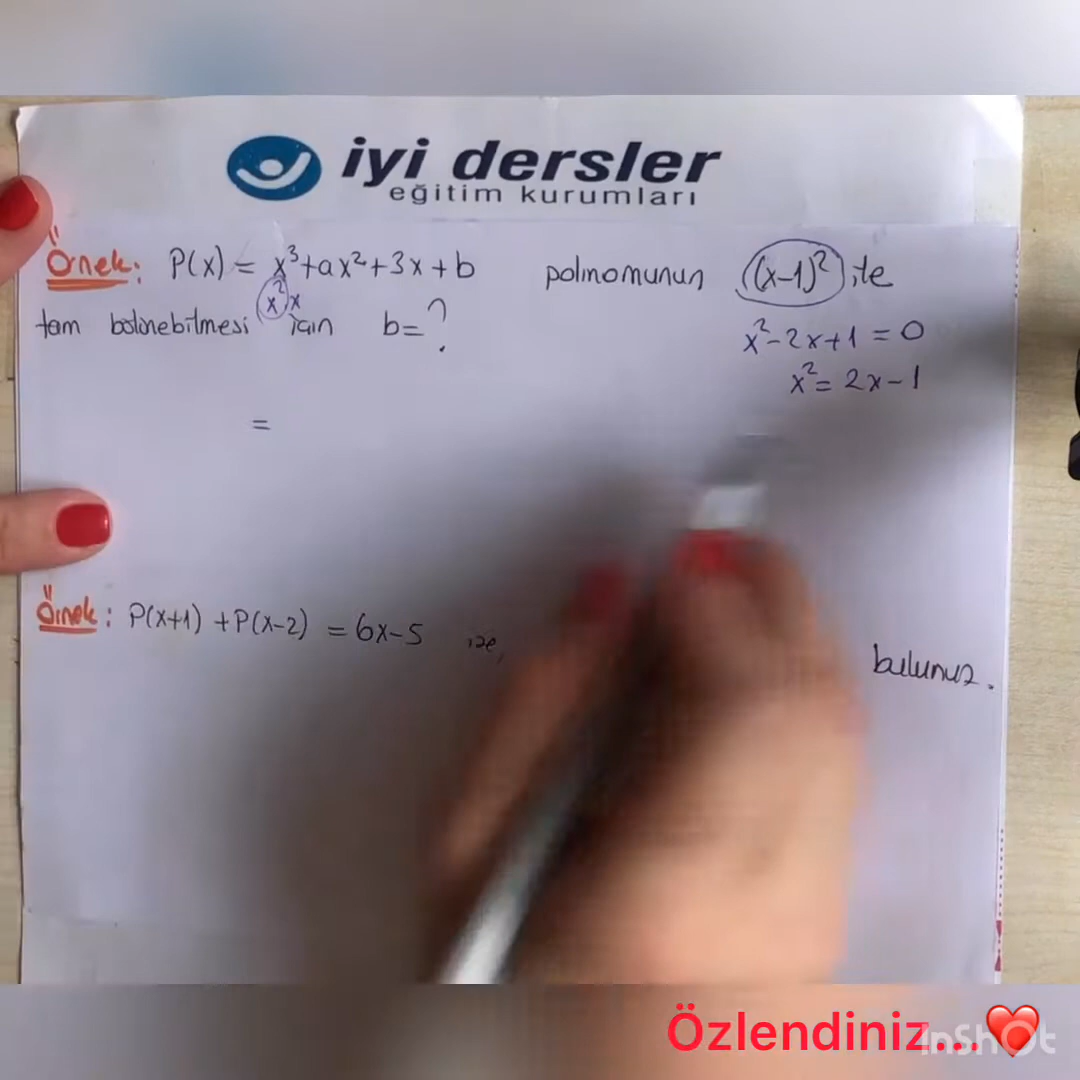 iyi dersler
eğitim kurumları
Örnek: P(x) = x³+ax²+3x+b polinomunun (x-1)² ile
x²x
tam bölünebilmesi için b=?
x²-2x+1 = 0
x² = 2x-1
=
Örnek: P(x+1) + P(x-2) = 6x-5 ise, bulunuz.
Özlendiniz...❤️
InShOt